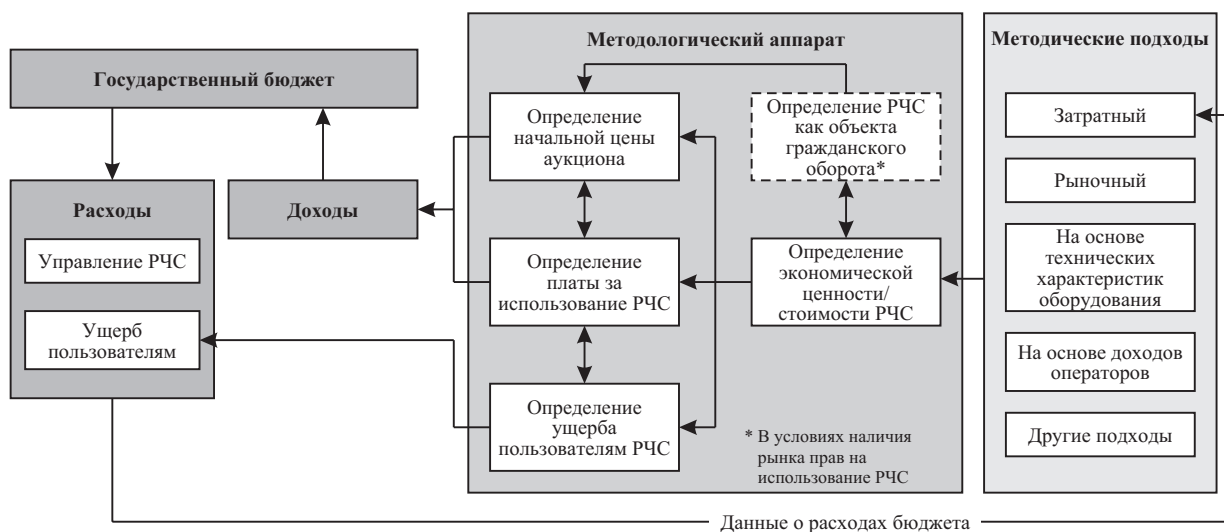 Государственный бюджет
Расходы
Управление РЧС
Ущерб
пользователям
Доходы
Методологический аппарат
Определение
начальной цены
аукциона
Определение РЧС
как объекта
гражданского
оборота*
Определение
платы за
использование РЧС
Определение
экономической
ценности/
стоимости РЧС
Определение
ущерба
пользователям РЧС
* В условиях наличия
рынка прав на
использование РЧС
Методические подходы
Затратный
Рыночный
На основе
технических
характеристик
оборудования
На основе доходов
операторов
Другие подходы
Данные о расходах бюджета